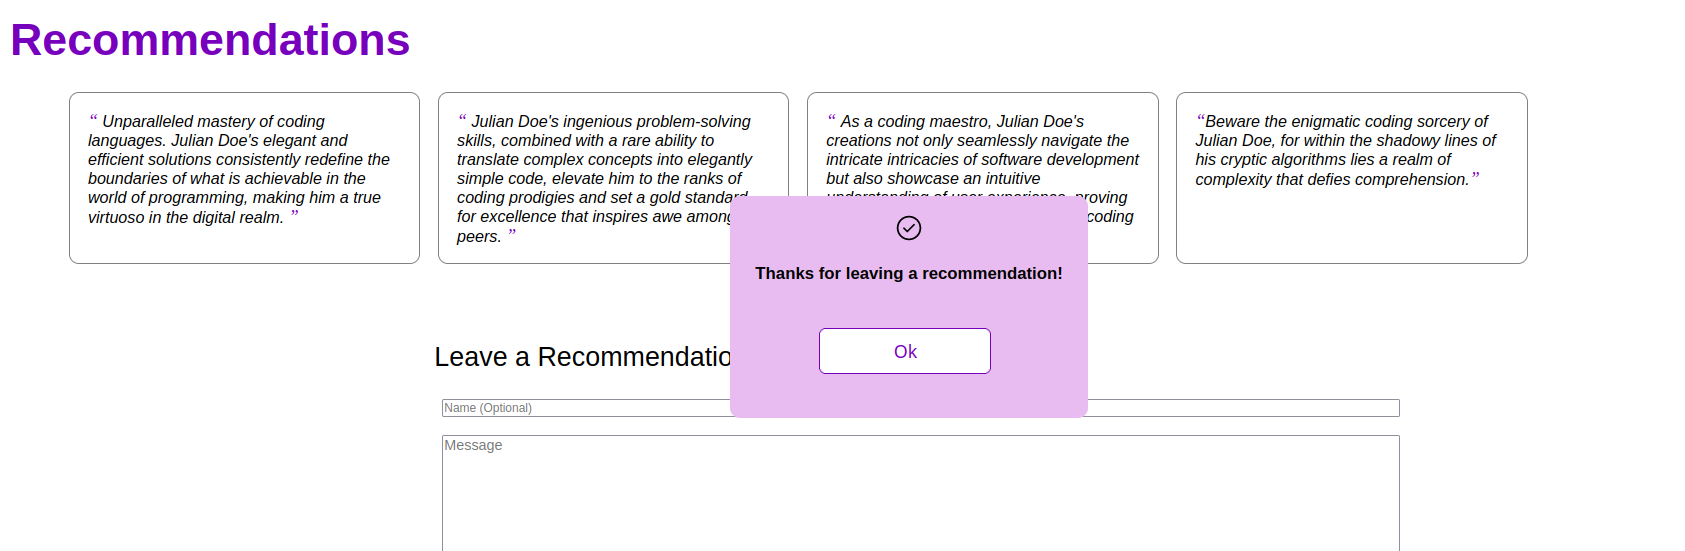 Recommendations
“ Unparalleled mastery of coding
languages. Julian Doe's elegant and
efficient solutions consistently redefine the
boundaries of what is achievable in the
world of programming, making him a true
virtuoso in the digital realm. ”
“ Julian Doe's ingenious problem-solving
skills, combined with a rare ability to
translate complex concepts into elegantly
simple code, elevate him to the ranks of
coding prodigies and set a gold standard
for excellence that inspires awe among
peers. ”
“ As a coding maestro, Julian Doe's
creations not only seamlessly navigate the
intricate intricacies of software development
but also showcase an intuitive
understanding of user experience, proving
coding
“Beware the enigmatic coding sorcery of
Julian Doe, for within the shadowy lines of
his cryptic algorithms lies a realm of
complexity that defies comprehension.”
Thanks for leaving a recommendation!
Ok
Leave a Recommendatio
Name (Optional)
Message